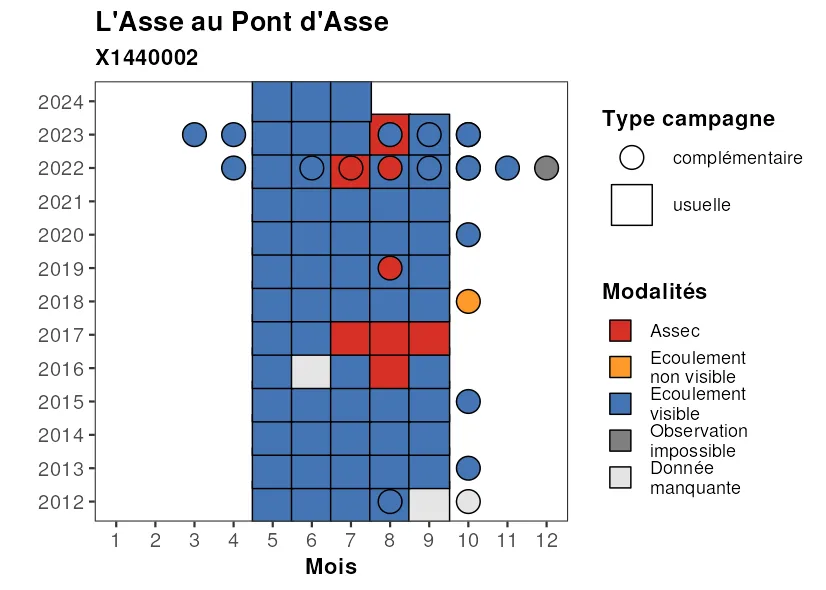 L'Asse au Pont d'Asse
X1440002
2024
2023
2022
2021
2020
2019
2018
2017
2016
2015
2014
2013
2012
1 2 3 4 5 6 7 8 9 10 11 12
Mois
Type campagne
complémentaire
usuelle
Modalités
Assec
Ecoulement
non visible
Ecoulement
visible
Observation
impossible
Donnée
manquante